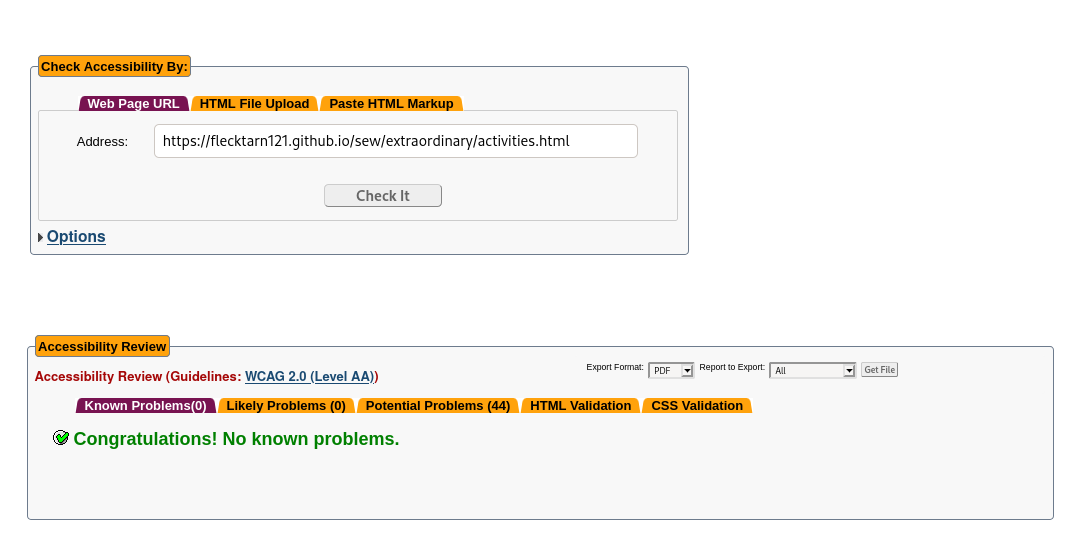 Check Accessibility By:
Web Page URL HTML File Upload Paste HTML Markup
Address: https://flecktarn121.github.io/sew/extraordinary/activities.html
Check It
Options
Accessibility Review
Export Format: PDF Report to Export: All Get File
Accessibility Review (Guidelines: WCAG 2.0 (Level AA))
Known Problems(0) Likely Problems (0) Potential Problems (44) HTML Validation CSS Validation
Congratulations! No known problems.